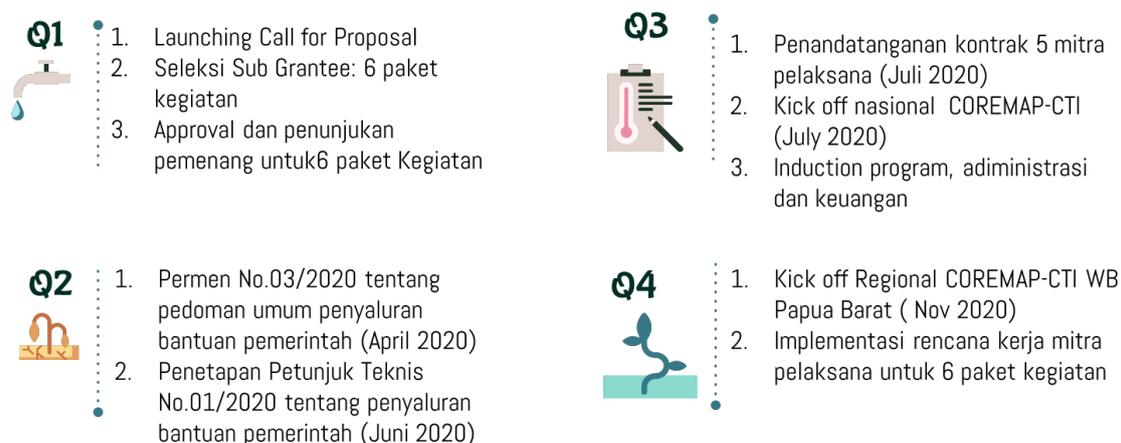 Q1
1. Launching Call for Proposal
2. Seleksi Sub Grantee: 6 paket
kegiatan
3. Approval dan penunjukan
pemenang untuk6 paket Kegiatan
Q2
1. Permen No.03/2020 tentang
pedoman umum penyaluran
bantuan pemerintah (April 2020)
2. Penetapan Petunjuk Teknis
No.01/2020 tentang penyaluran
bantuan pemerintah (Juni 2020)
Q3
1. Penandatanganan kontrak 5 mitra
pelaksana (Juli 2020)
2. Kick off nasional COREMAP-CTI
(July 2020)
3. Induction program, adiministrasi
dan keuangan
Q4
1. Kick off Regional COREMAP-CTI WB
Papua Barat ( Nov 2020)
2. Implementasi rencana kerja mitra
pelaksana untuk 6 paket kegiatan